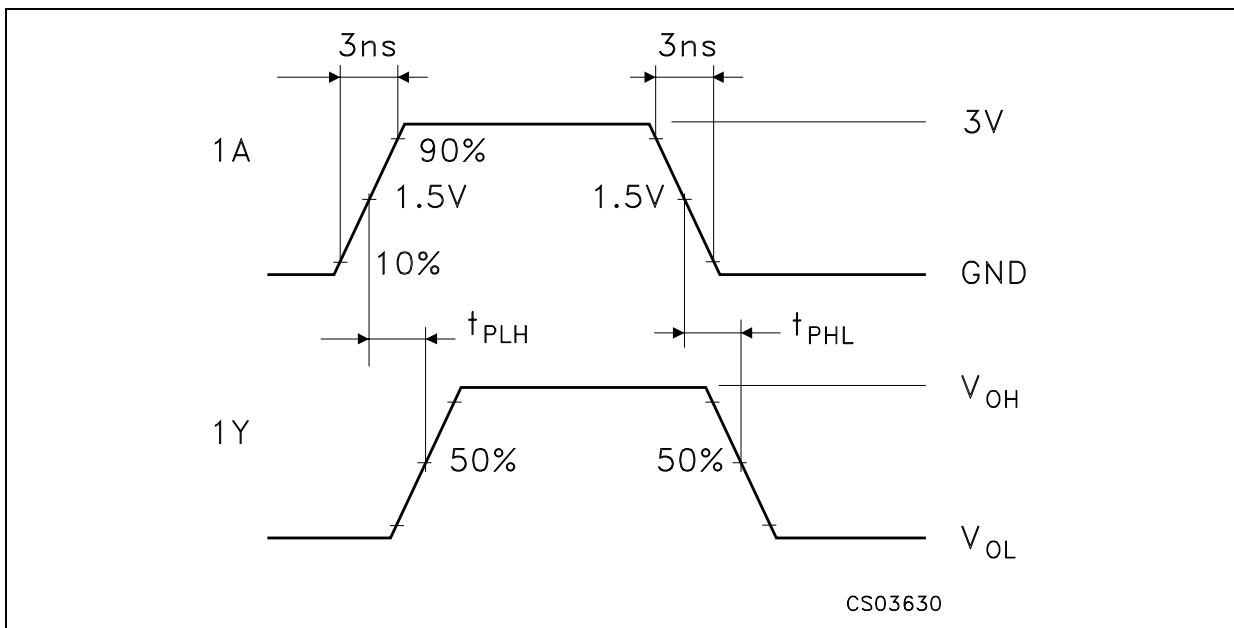 3ns 3ns
3V
1A
90%
1.5V 1.5V
10%
GND
tPLH tPHL
VOH
1Y
50% 50%
VOL
CS03630